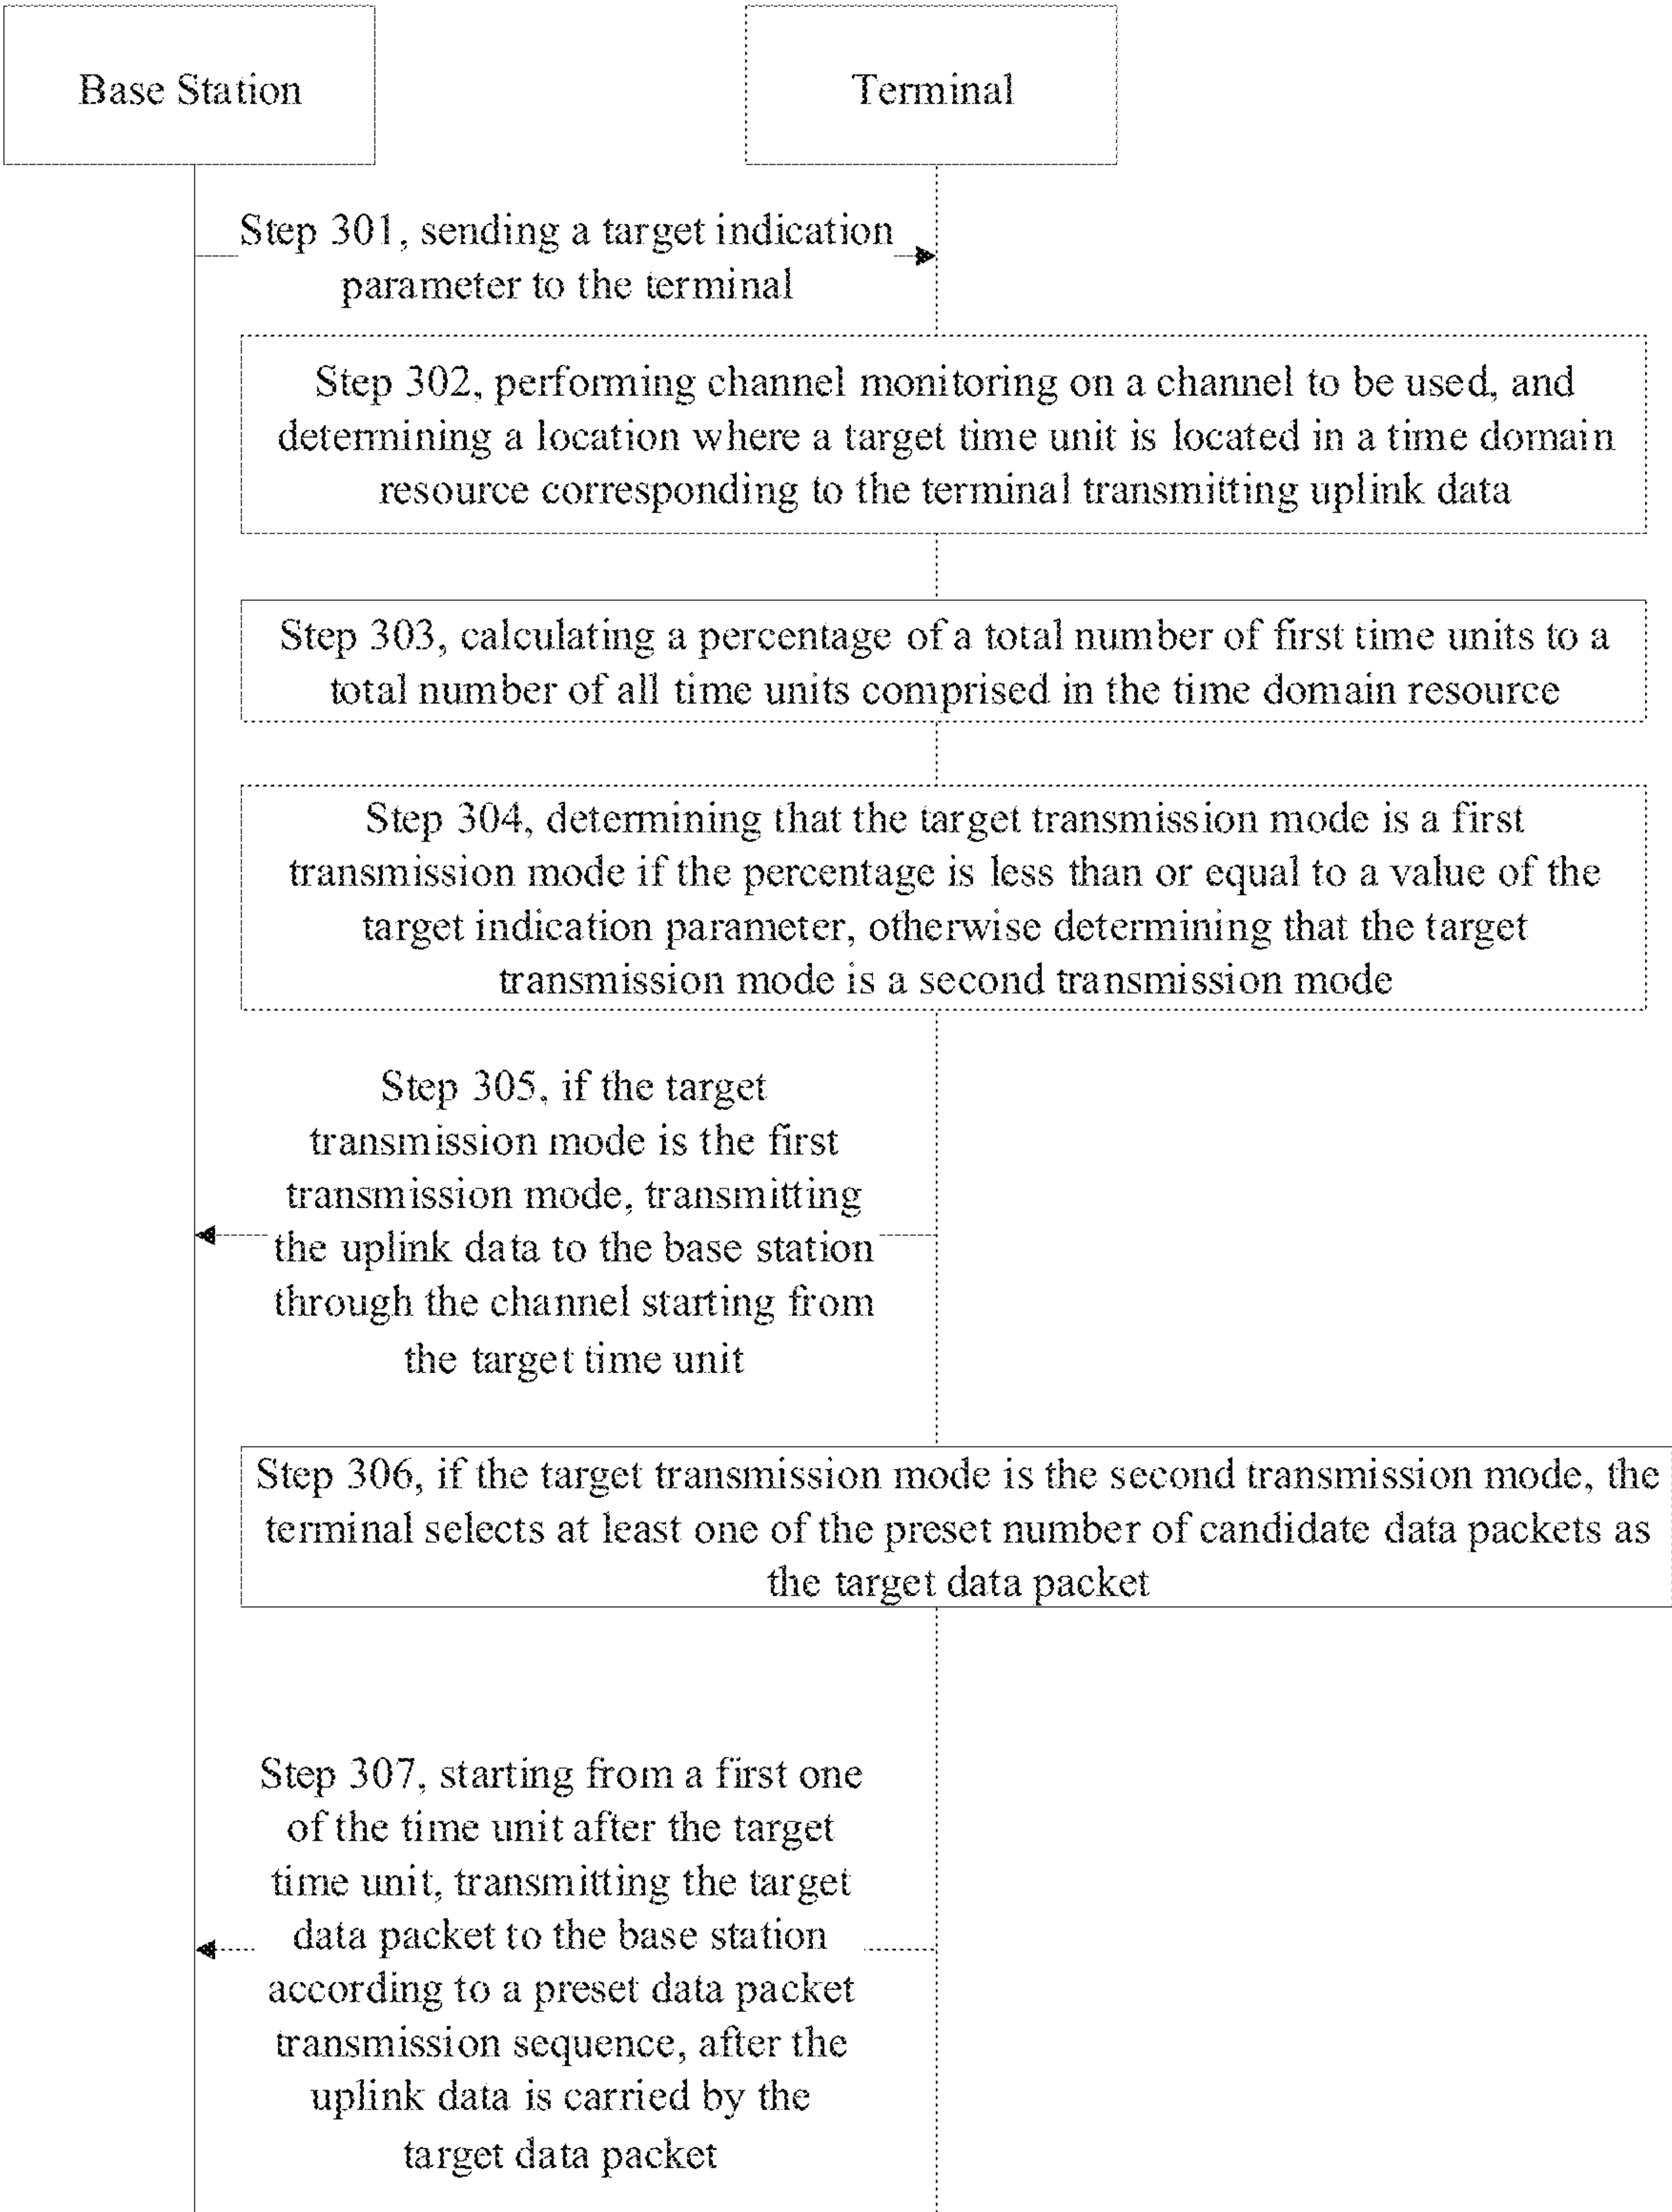 Base Station
Terminal
Step 301, sending a target indication
parameter to the terminal
Step 302, performing channel monitoring on a channel to be used, and
determining a location where a target time unit is located in a time domain
resource corresponding to the terminal transmitting uplink data
Step 303, calculating a percentage of a total number of first time units to a
total number of all time units comprised in the time domain resource
Step 304, determining that the target transmission mode is a first
transmission mode if the percentage is less than or equal to a value of the
target indication parameter, otherwise determining that the target
transmission mode is a second transmission mode
Step 305, if the target
transmission mode is the first
transmission mode, transmitting
the uplink data to the base station
through the channel starting from
the target time unit
Step 306, if the target transmission mode is the second transmission mode, the
terminal selects at least one of the preset number of candidate data packets as
the target data packet
Step 307, starting from a first one
of the time unit after the target
time unit, transmitting the target
data packet to the base station
according to a preset data packet
transmission sequence, after the
uplink data is carried by the
target data packet